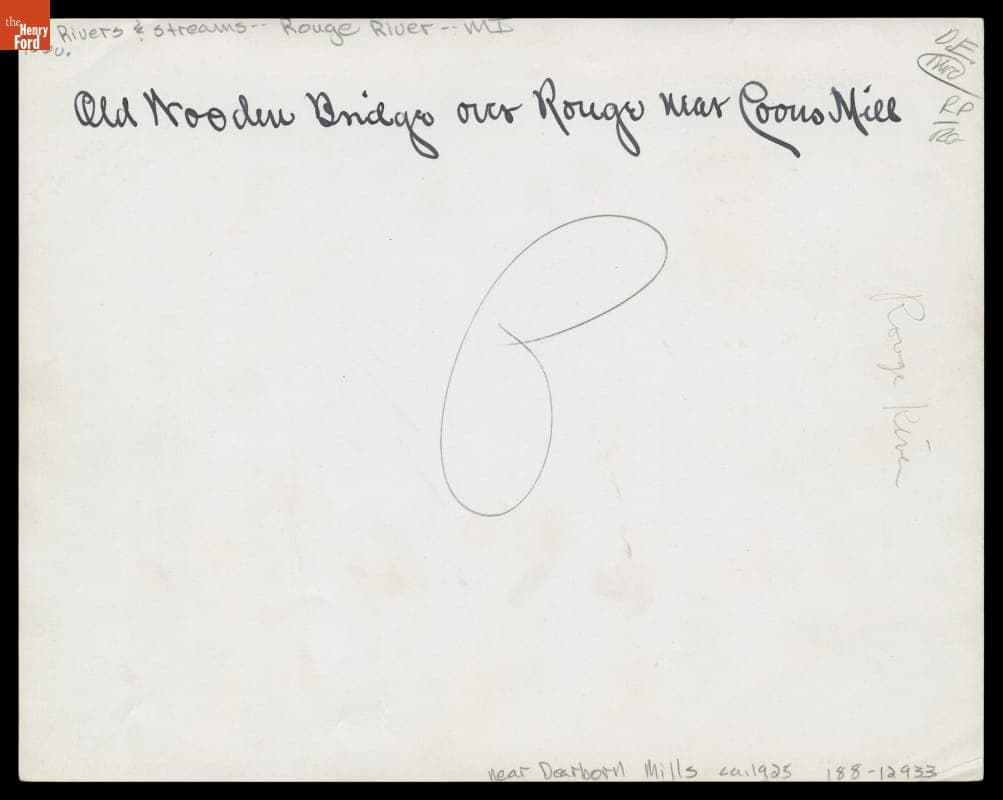 the
Henry
Ford
Rivers & streams -- Rouge River -- MI
Old Wooden Bridge over Rouge near Coons Mill
D.E.
RP
RG
Rouge River
near Dearborn Mills ca. 1925 188-12933